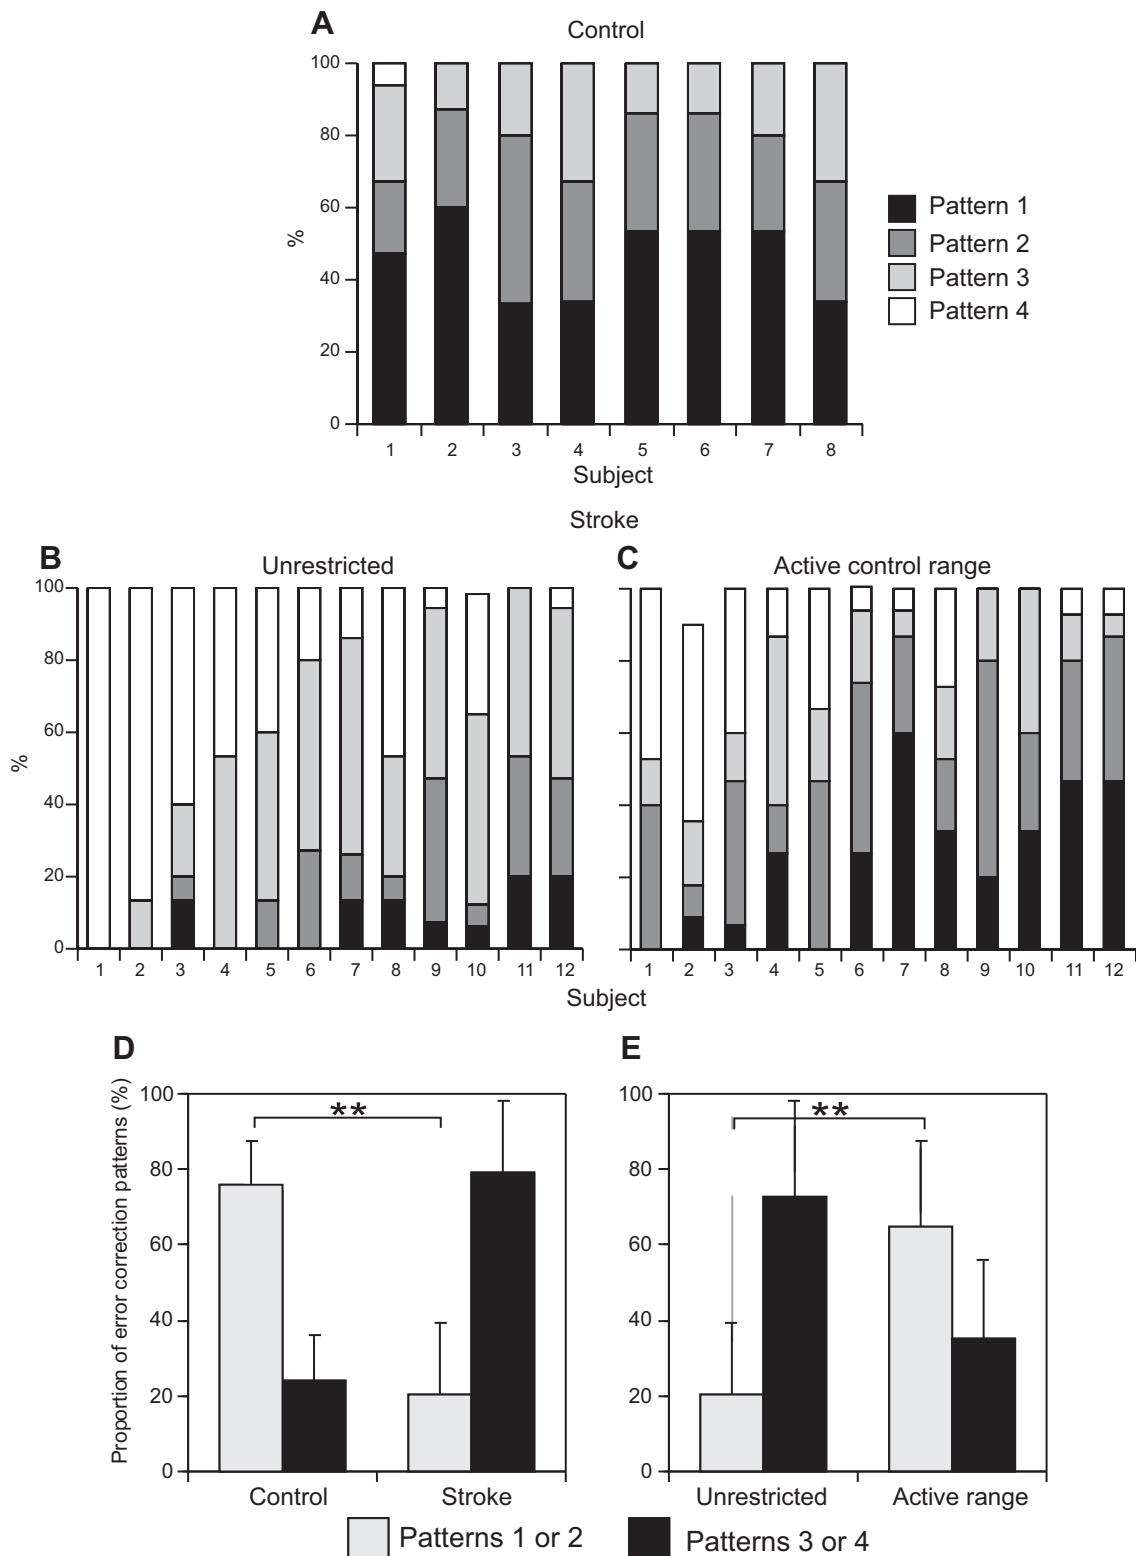 A
Control
100
80
60
40
20
0
%
1 2 3 4 5 6 7 8
Subject
Pattern 1
Pattern 2
Pattern 3
Pattern 4
Stroke
B
Unrestricted
100
80
60
40
20
0
%
1 2 3 4 5 6 7 8 9 10 11 12
C
Active control range
1 2 3 4 5 6 7 8 9 10 11 12
Subject
D
Proportion of error correction patterns (%)
100
80
60
40
20
0
**
Control Stroke
E
100
80
60
40
20
0
**
Unrestricted Active range
Patterns 1 or 2 Patterns 3 or 4